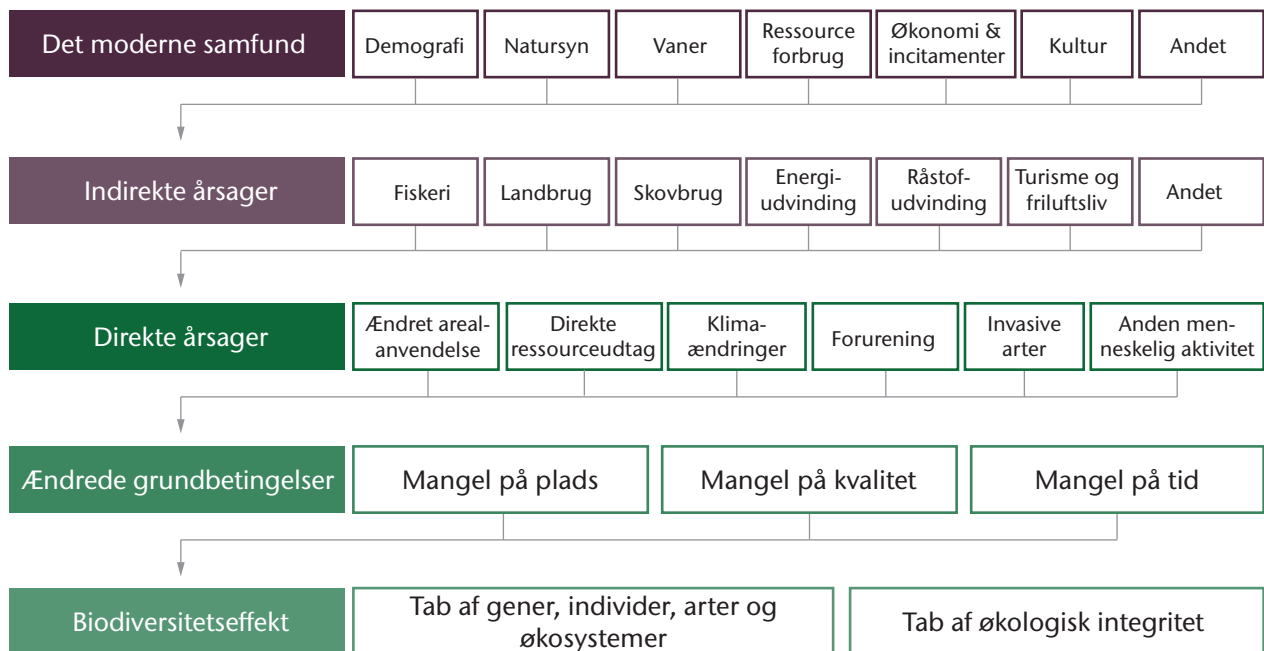 Det moderne samfund
Demografi
Natursyn
Vaner
Ressource
forbrug
Økonomi &
incitamenter
Kultur
Andet
Indirekte årsager
Fiskeri
Landbrug
Skovbrug
Energi-
udvinding
Råstof-
udvinding
Turisme og
friluftsliv
Andet
Direkte årsager
Ændret areal-
anvendelse
Direkte
ressourceudtag
Klima-
ændringer
Forurening
Invasive
arter
Anden men-
neskelig aktivitet
Ændrede grundbetingelser
Mangel på plads
Mangel på kvalitet
Mangel på tid
Biodiversitetseffekt
Tab af gener, individer, arter og
økosystemer
Tab af økologisk integritet